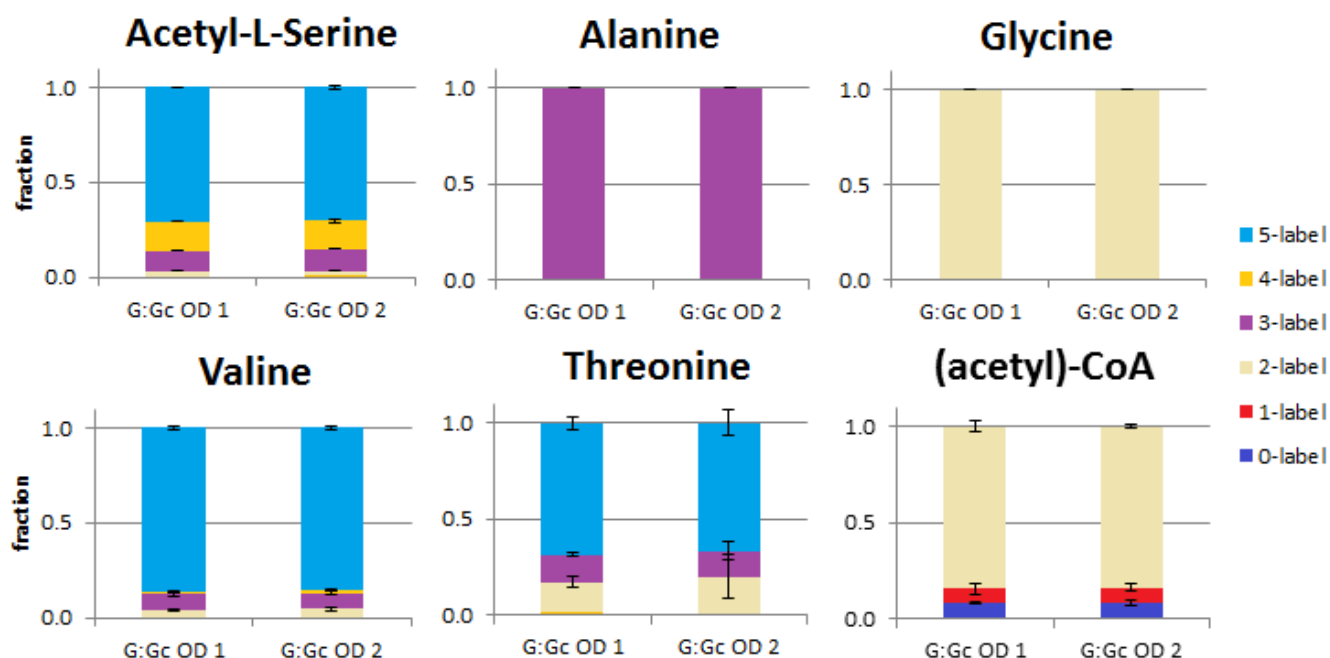 Acetyl-L-Serine
Alanine
Glycine
fraction
1.0
0.5
0.0
G:Gc OD 1
G:Gc OD 2
1.0
0.5
0.0
G:Gc OD 1
G:Gc OD 2
1.0
0.5
0.0
G:Gc OD 1
G:Gc OD 2
5-label
4-label
3-label
2-label
1-label
0-label
Valine
Threonine
(acetyl)-CoA
fraction
1.0
0.5
0.0
G:Gc OD 1
G:Gc OD 2
1.0
0.5
0.0
G:Gc OD 1
G:Gc OD 2
1.0
0.5
0.0
G:Gc OD 1
G:Gc OD 2